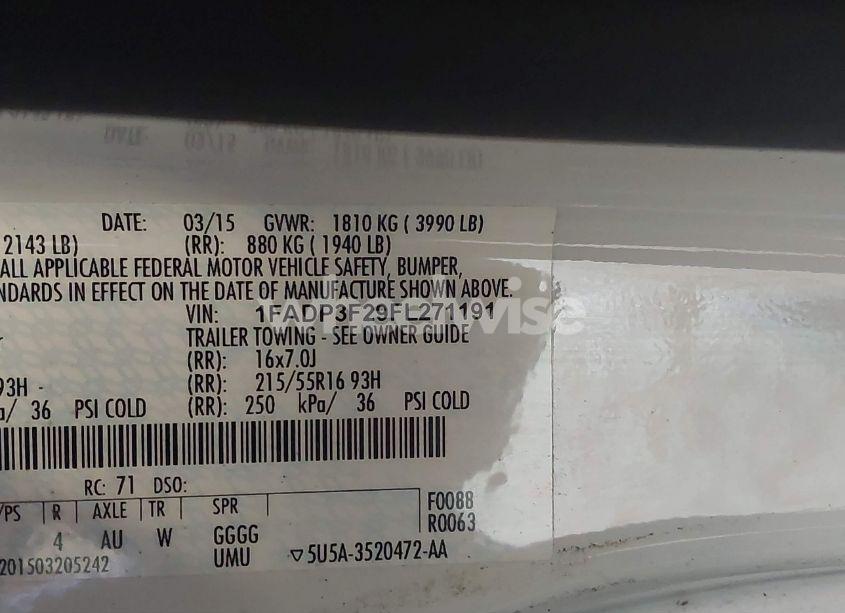 DATE: 03/15 GVWR: 1810 KG ( 3990 LB)
2143 LB) (RR): 880 KG ( 1940 LB)
ALL APPLICABLE FEDERAL MOTOR VEHICLE SAFETY, BUMPER,
NDARDS IN EFFECT ON THE DATE OF MANUFACTURE SHOWN ABOVE.
VIN: 1FADP3F29FL271191
TRAILER TOWING - SEE OWNER GUIDE
(RR): 16x7.0J
93H - (RR): 215/55R16 93H
a/ 36 PSI COLD (RR): 250 kPa/ 36 PSI COLD
RC: 71 DSO:
/PS R AXLE TR SPR F0088
R0063
4 AU W GGGG
UMU
201503205242 5U5A-3520472-AA